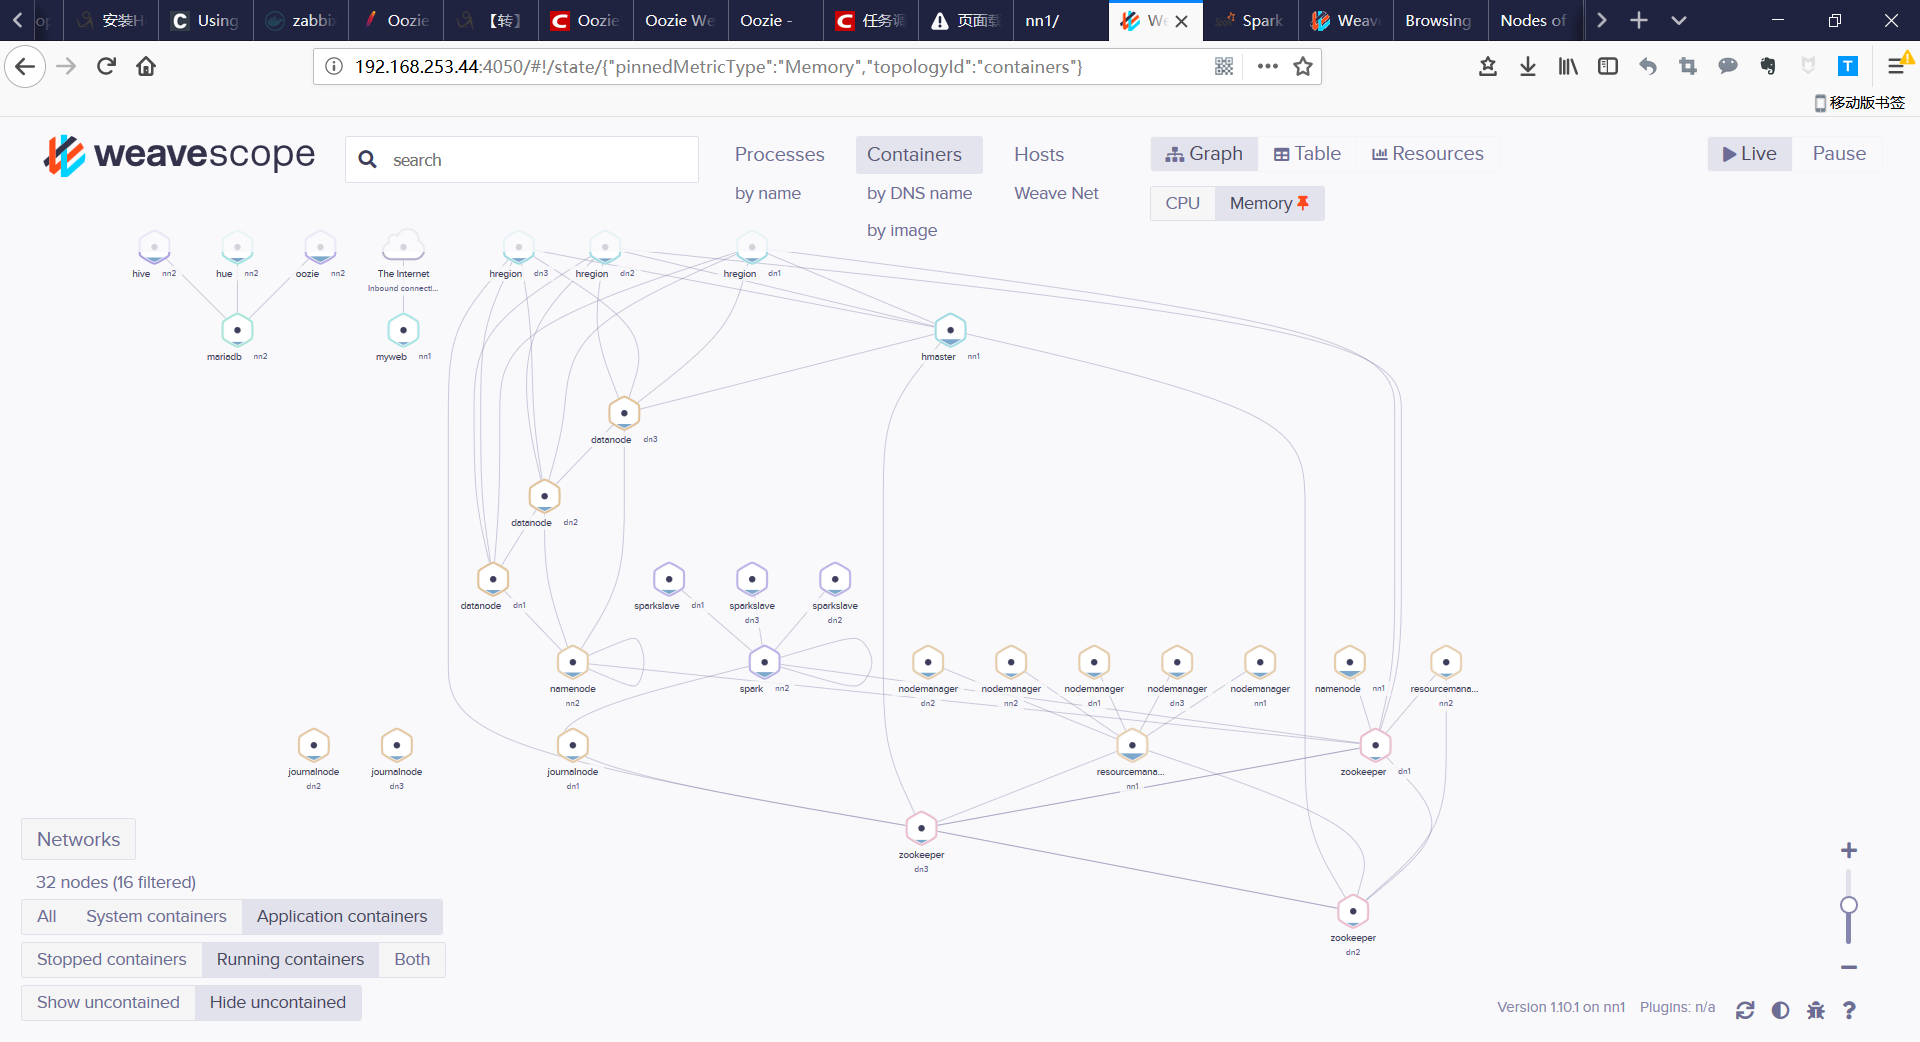 安装H
Using
zabbi
Oozie
【转】
Oozie
Oozie We
Oozie -
任务调
页面载
nn1/
We
Spark
Weav
Browsing
Nodes of
192.168.253.44:4050/#!/state/{"pinnedMetricType":"Memory","topologyId":"containers"}
移动版书签
weavescope
search
Processes
by name
Containers
by DNS name
by image
Hosts
Weave Net
Graph
Table
Resources
CPU
Memory
Live
Pause
hive nn2
hue nn2
oozie nn2
The Internet
Inbound connecti...
hregion dn3
hregion dn2
hregion dn1
mariadb nn2
myweb nn1
hmaster nn1
datanode dn3
datanode dn2
datanode dn1
sparkslave dn1
sparkslave
dn3
sparkslave
dn2
namenode
nn2
spark nn2
nodemanager
dn2
nodemanager
nn2
nodemanager
dn1
nodemanager
dn3
nodemanager
nn1
namenode nn1
resourcemana...
nn2
journalnode
dn2
journalnode
dn3
journalnode
dn1
resourcemana...
nn1
zookeeper dn1
zookeeper
dn3
zookeeper
dn2
Networks
32 nodes (16 filtered)
All
System containers
Application containers
Stopped containers
Running containers
Both
Show uncontained
Hide uncontained
Version 1.10.1 on nn1
Plugins: n/a